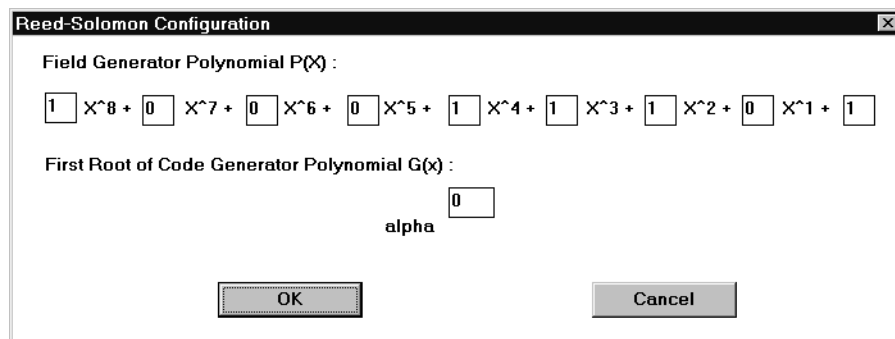 Reed-Solomon Configuration
Field Generator Polynomial P(X) :
1 X^8 + 0 X^7 + 0 X^6 + 0 X^5 + 1 X^4 + 1 X^3 + 1 X^2 + 0 X^1 + 1
First Root of Code Generator Polynomial G(x) :
0
alpha
OK Cancel